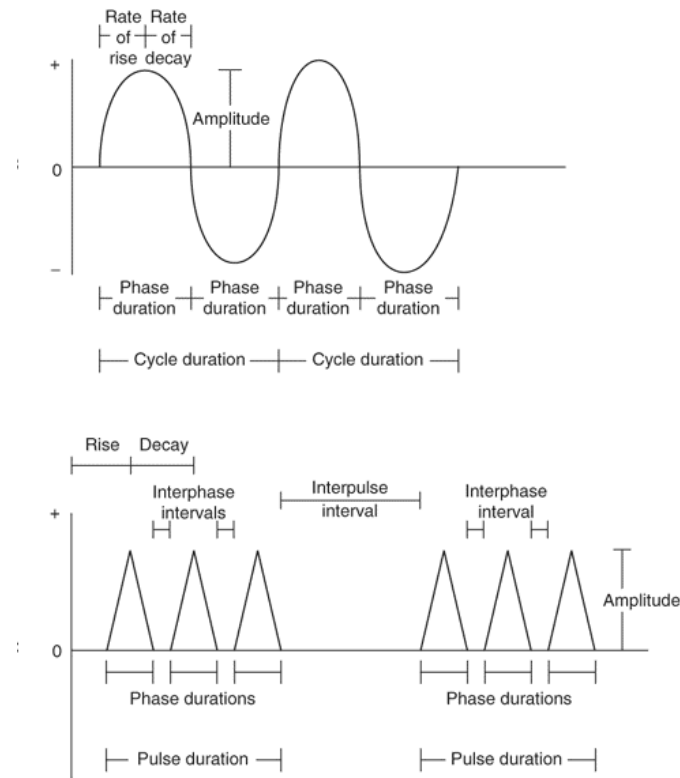 Rate Rate
of of
rise decay
+
Amplitude
0
–
Phase duration
Phase duration
Phase duration
Phase duration
Cycle duration
Cycle duration
Rise Decay
Interphase
intervals
Interpulse
interval
Interphase
interval
+
Amplitude
0
Phase durations
Phase durations
Pulse duration
Pulse duration